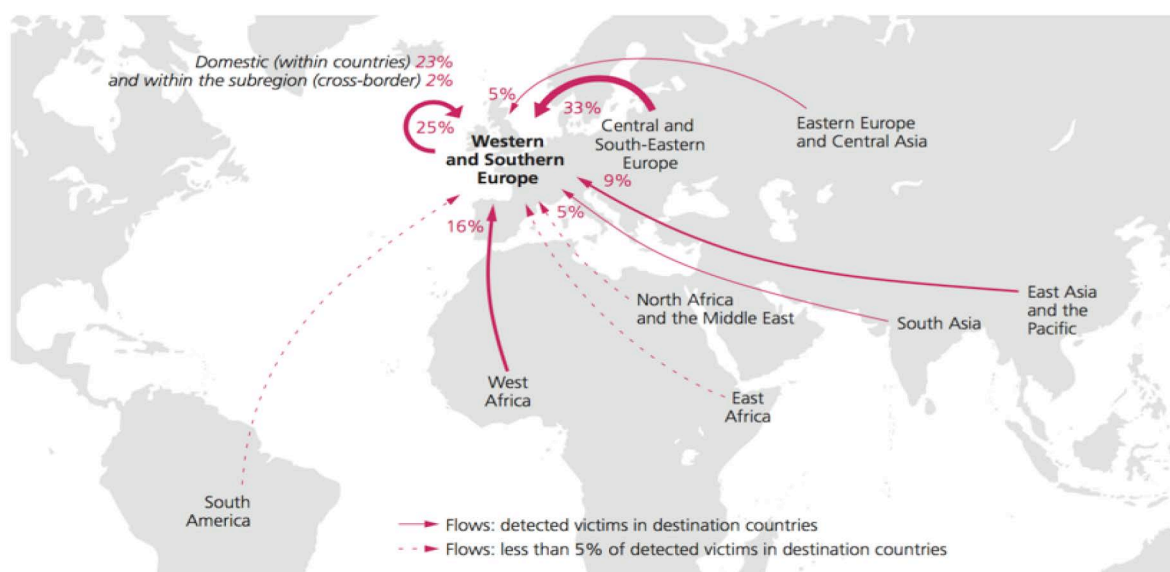 Domestic (within countries) 23%
and within the subregion (cross-border) 2%
5%
33%
25%
Western
and Southern
Europe
Central and
South-Eastern
Europe
Eastern Europe
and Central Asia
9%
5%
16%
North Africa
and the Middle East
South Asia
East Asia
and the
Pacific
West
Africa
East
Africa
South
America
Flows: detected victims in destination countries
Flows: less than 5% of detected victims in destination countries